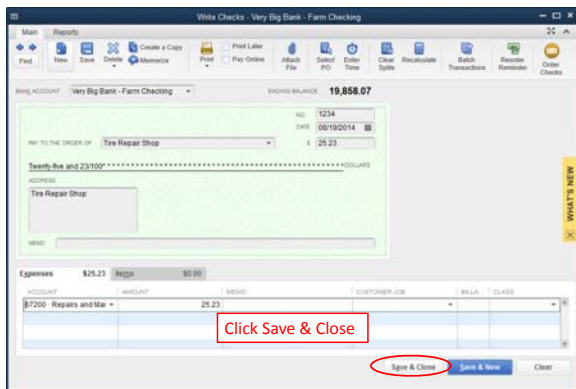 Write Checks - Very Big Bank - Farm Checking
Main Reports
Find New Save Delete Create a Copy Memorize Print Print Later Pay Online Attach File Select PO Enter Time Clear Splits Recalculate Batch Transactions Reorder Reminder Order Checks
BANK ACCOUNT Very Big Bank - Farm Checking ENDING BALANCE 19,858.07
NO. 1234
DATE 08/19/2014
PAY TO THE ORDER OF Tire Repair Shop $ 25.23
Twenty-five and 23/100* * * * * * * * * * * * * * * * * * * * * * * * * * * * * * * * * * * * * * * * * * DOLLARS
ADDRESS
Tire Repair Shop
MEMO
WHAT'S NEW
Expenses $25.23 Items $0.00
ACCOUNT AMOUNT MEMO CUSTOMER:JOB BILLA... CLASS
67200 · Repairs and Mai 25.23
Click Save & Close
Save & Close Save & New Clear